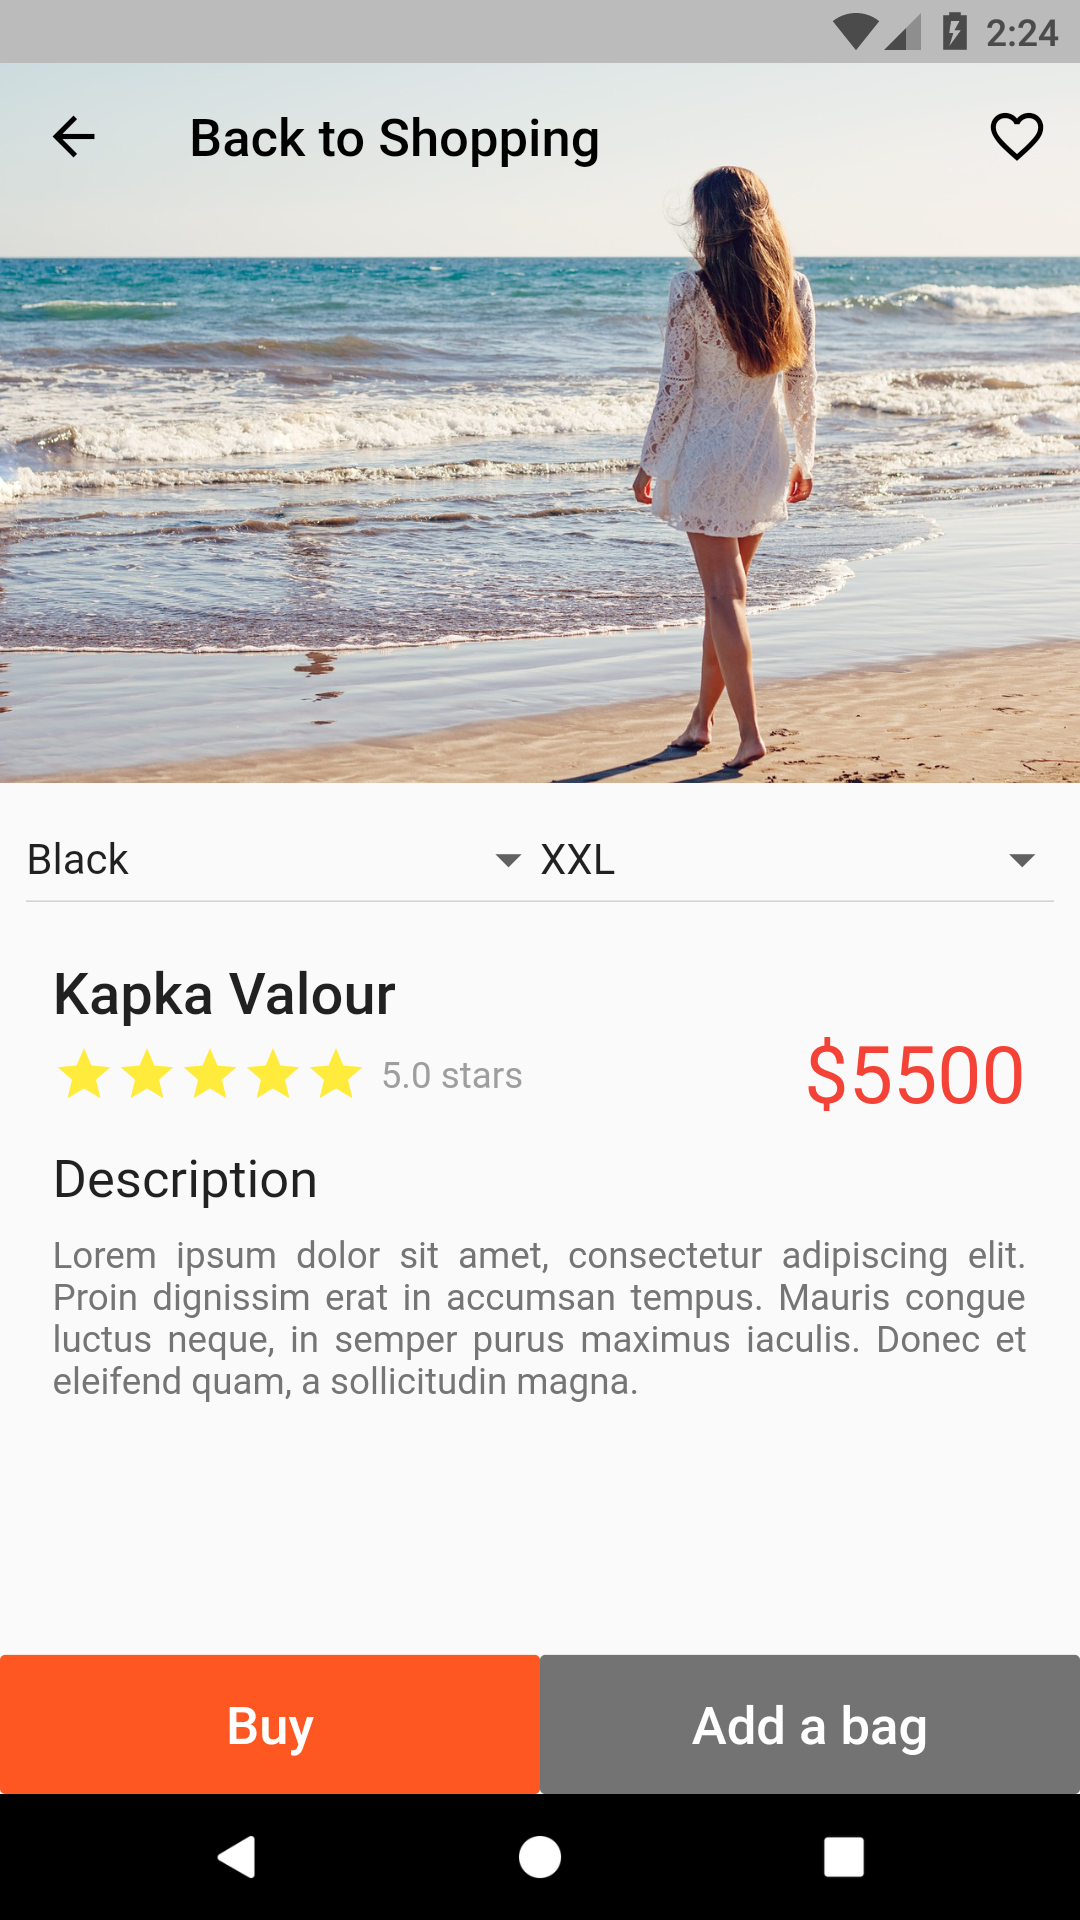 2:24
Back to Shopping
Black XXL
Kapka Valour
5.0 stars $5500
Description
Lorem ipsum dolor sit amet, consectetur adipiscing elit.
Proin dignissim erat in accumsan tempus. Mauris congue
luctus neque, in semper purus maximus iaculis. Donec et
eleifend quam, a sollicitudin magna.
Buy Add a bag